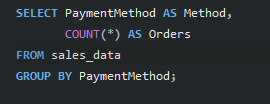 SELECT PaymentMethod AS Method,
COUNT(*) AS Orders
FROM sales_data
GROUP BY PaymentMethod;